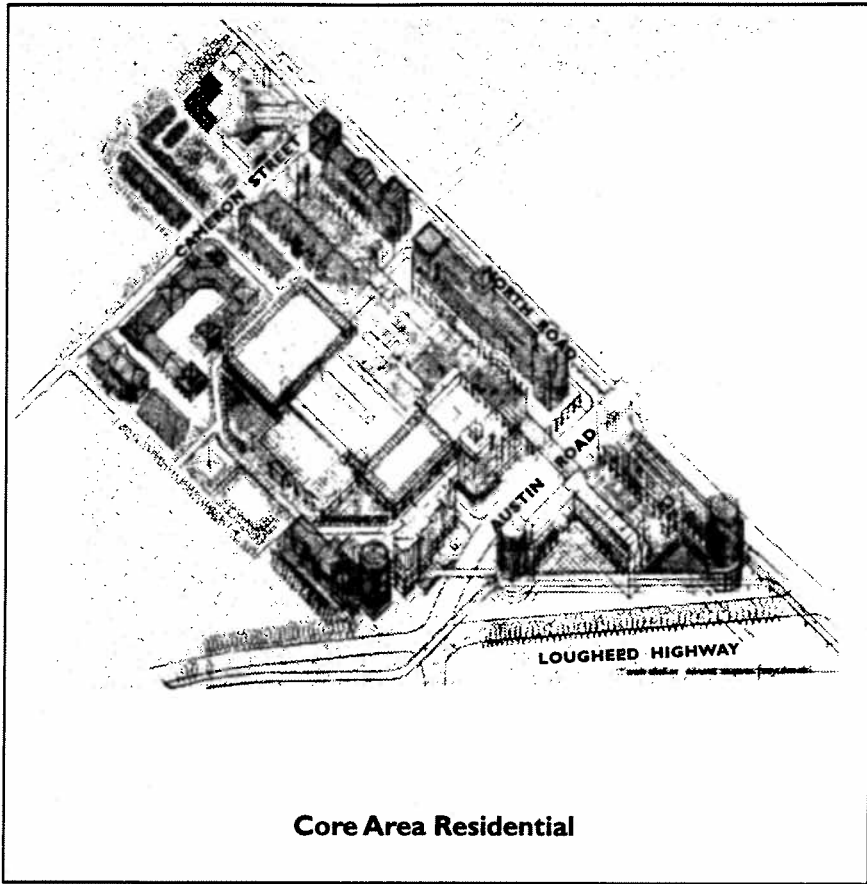 CAMERON STREET
NORTH ROAD
AUSTIN ROAD
LOUGHEED HIGHWAY
Core Area Residential